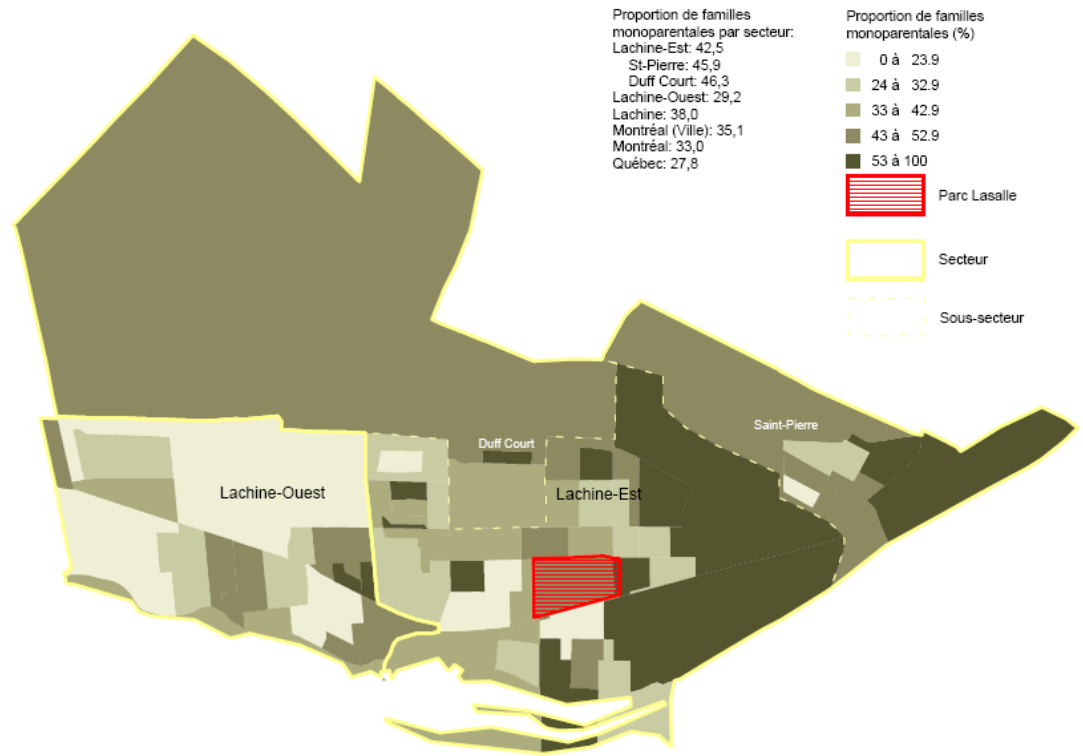 Proportion de familles
monoparentales par secteur:
Lachine-Est: 42,5
St-Pierre: 45,9
Duff Court: 46,3
Lachine-Ouest: 29,2
Lachine: 38,0
Montréal (Ville): 35,1
Montréal: 33,0
Québec: 27,8
Proportion de familles
monoparentales (%)
0 à 23.9
24 à 32.9
33 à 42.9
43 à 52.9
53 à 100
Parc Lasalle
Secteur
Sous-secteur
Saint-Pierre
Duff Court
Lachine-Ouest
Lachine-Est